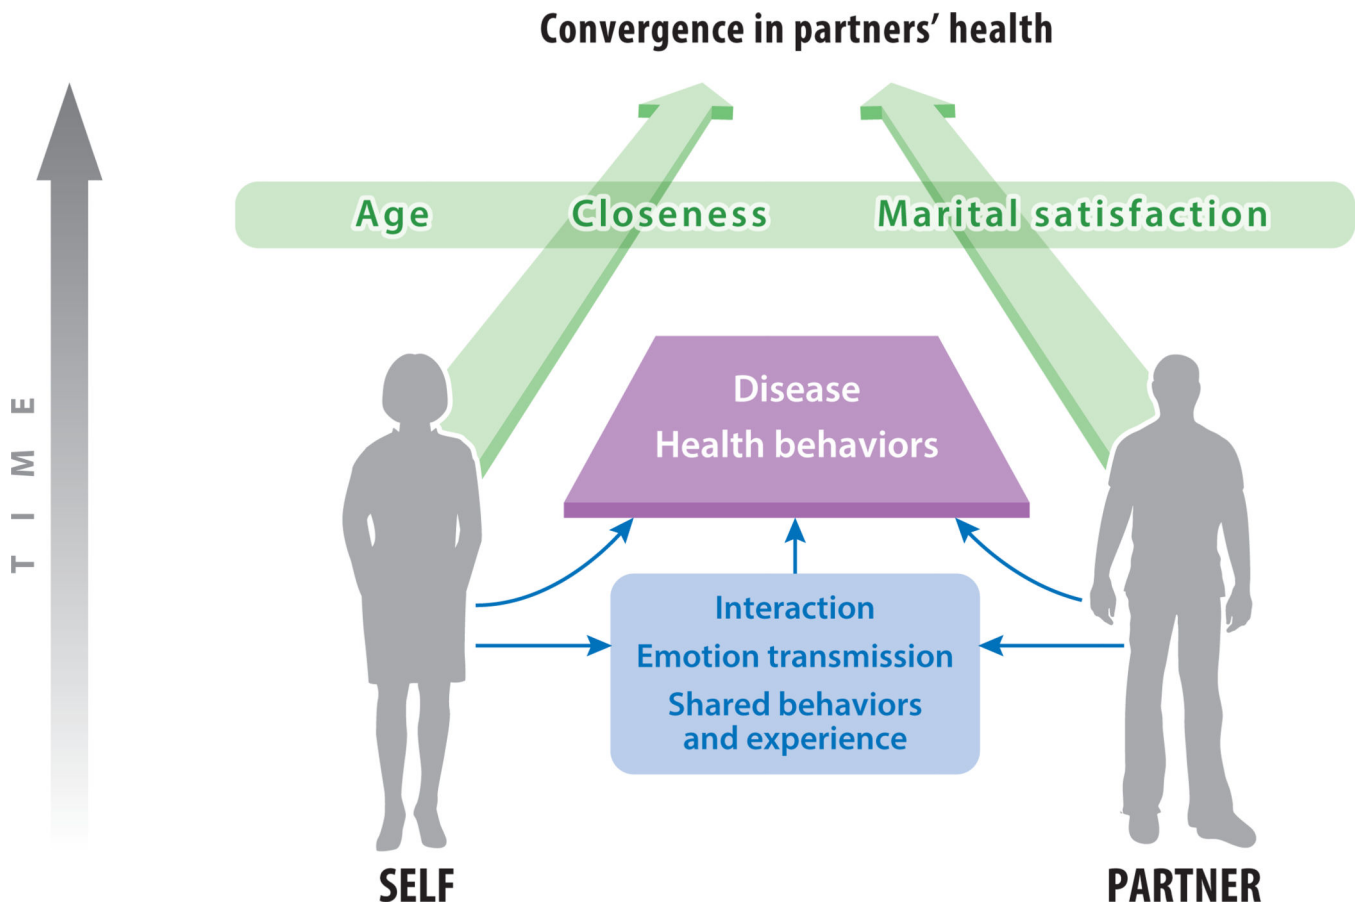 Convergence in partners’ health
Age Closeness Marital satisfaction
TIME
Disease
Health behaviors
Interaction
Emotion transmission
Shared behaviors
and experience
SELF
PARTNER